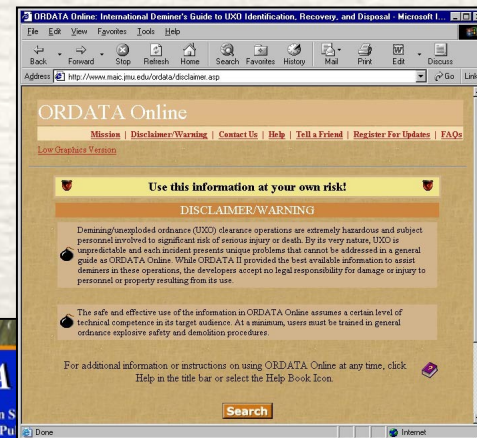 ORDATA Online: International Deminer's Guide to UXO Identification, Recovery, and Disposal - Microsoft I...
File Edit View Favorites Tools Help
Back Forward Stop Refresh Home Search Favorites History Mail Print Edit Discuss
Address http://www.maic.jmu.edu/ordata/disclaimer.asp Go Link
ORDATA Online
Mission | Disclaimer/Warning | Contact Us | Help | Tell a Friend | Register For Updates | FAQs
Low Graphics Version
Use this information at your own risk!
DISCLAIMER/WARNING
Demining/unexploded ordnance (UXO) clearance operations are extremely hazardous and subject
personnel involved to significant risk of serious injury or death. By its very nature, UXO is
unpredictable and each incident presents unique problems that cannot be addressed in a general
guide as ORDATA Online. While ORDATA II provided the best available information to assist
deminers in these operations, the developers accept no legal responsibility for damage or injury to
personnel or property resulting from its use.
The safe and effective use of the information in ORDATA Online assumes a certain level of
technical competence in its target audience. At a minimum, users must be trained in general
ordnance explosive safety and demolition procedures.
For additional information or instructions on using ORDATA Online at any time, click
Help in the title bar or select the Help Book Icon.
Search
A
n S
Pu
Done Internet